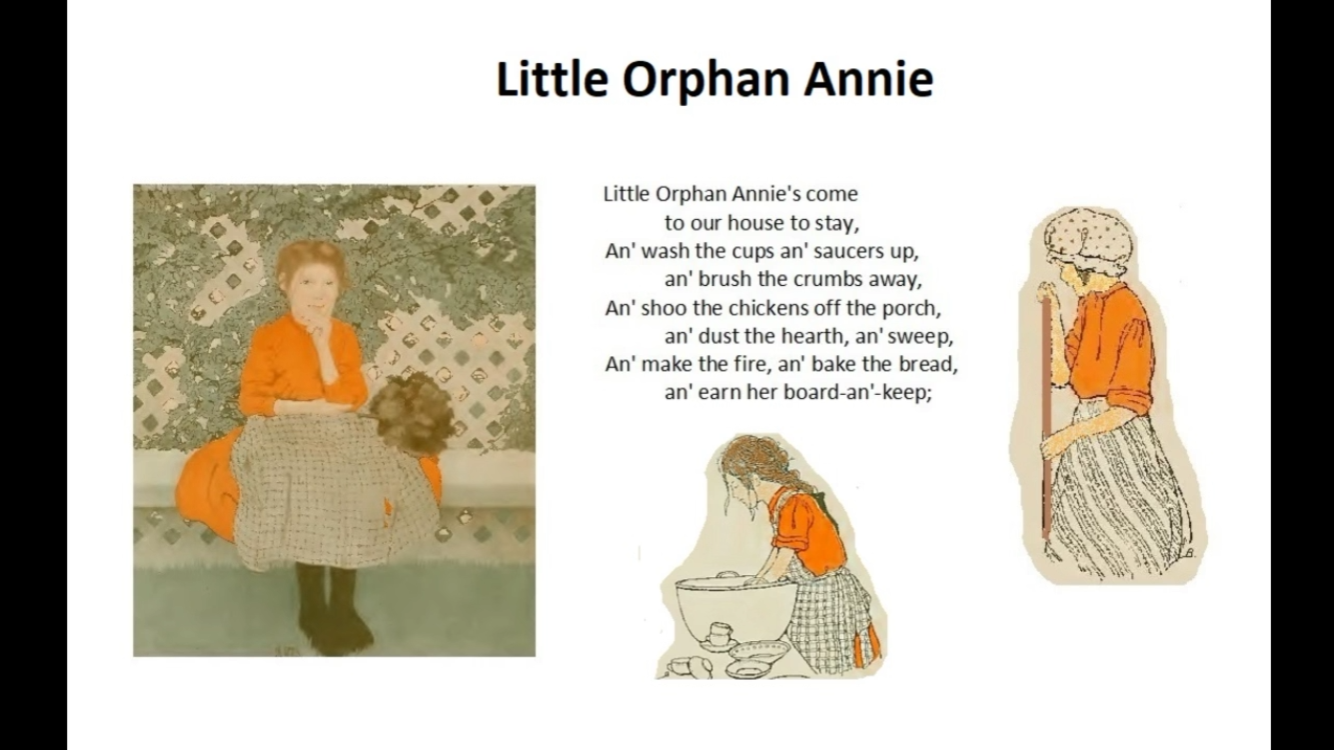 Little Orphan Annie
Little Orphan Annie's come
to our house to stay,
An' wash the cups an' saucers up,
an' brush the crumbs away,
An' shoo the chickens off the porch,
an' dust the hearth, an' sweep,
An' make the fire, an' bake the bread,
an' earn her board-an'-keep;